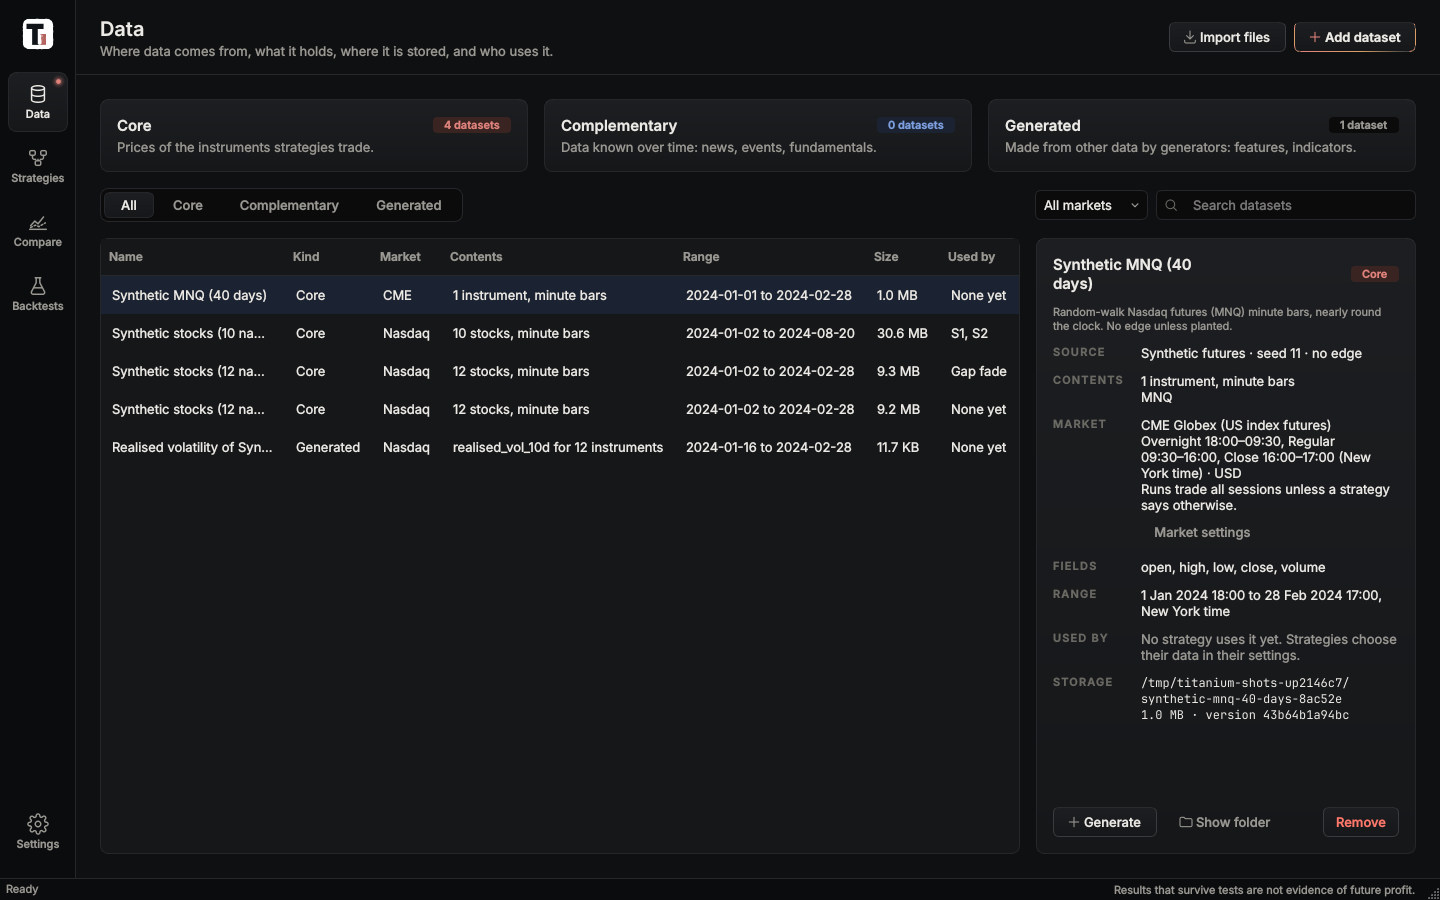 Ti
Data
Where data comes from, what it holds, where it is stored, and who uses it.
Import files
Add dataset
Data
Strategies
Compare
Backtests
Settings
Core
4 datasets
Prices of the instruments strategies trade.
Complementary
0 datasets
Data known over time: news, events, fundamentals.
Generated
1 dataset
Made from other data by generators: features, indicators.
All
Core
Complementary
Generated
All markets
Search datasets
Name Kind Market Contents Range Size Used by
Synthetic MNQ (40 days) Core CME 1 instrument, minute bars 2024-01-01 to 2024-02-28 1.0 MB None yet
Synthetic stocks (10 na... Core Nasdaq 10 stocks, minute bars 2024-01-02 to 2024-08-20 30.6 MB S1, S2
Synthetic stocks (12 na... Core Nasdaq 12 stocks, minute bars 2024-01-02 to 2024-02-28 9.3 MB Gap fade
Synthetic stocks (12 na... Core Nasdaq 12 stocks, minute bars 2024-01-02 to 2024-02-28 9.2 MB None yet
Realised volatility of Syn... Generated Nasdaq realised_vol_10d for 12 instruments 2024-01-16 to 2024-02-28 11.7 KB None yet
Synthetic MNQ (40
days)
Core
Random-walk Nasdaq futures (MNQ) minute bars, nearly round
the clock. No edge unless planted.
SOURCE Synthetic futures · seed 11 · no edge
CONTENTS 1 instrument, minute bars
MNQ
MARKET CME Globex (US index futures)
Overnight 18:00–09:30, Regular
09:30–16:00, Close 16:00–17:00 (New
York time) · USD
Runs trade all sessions unless a strategy
says otherwise.
Market settings
FIELDS open, high, low, close, volume
RANGE 1 Jan 2024 18:00 to 28 Feb 2024 17:00,
New York time
USED BY No strategy uses it yet. Strategies choose
their data in their settings.
STORAGE /tmp/titanium-shots-up2146c7/
synthetic-mnq-40-days-8ac52e
1.0 MB · version 43b64b1a94bc
Generate
Show folder
Remove
Ready
Results that survive tests are not evidence of future profit.